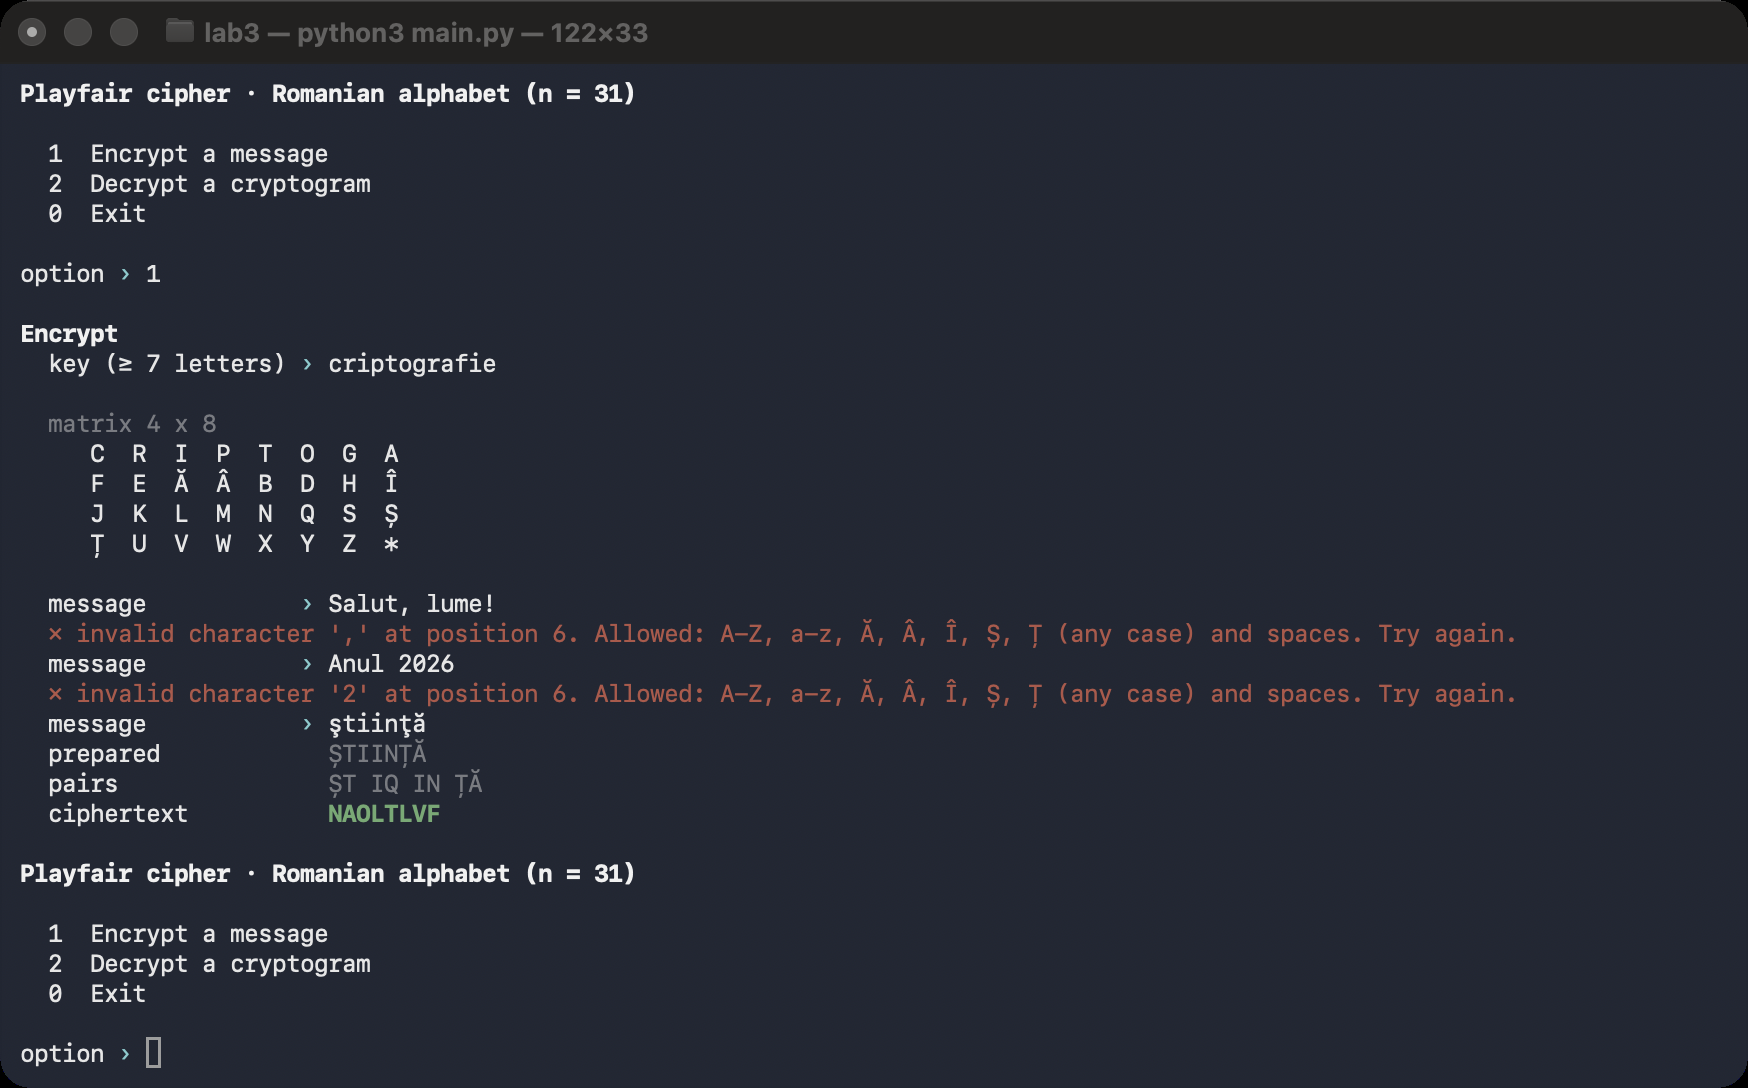 lab3 — python3 main.py — 122×33
Playfair cipher · Romanian alphabet (n = 31)
1 Encrypt a message
2 Decrypt a cryptogram
0 Exit
option › 1
Encrypt
key (≥ 7 letters) › criptografie
matrix 4 x 8
C R I P T O G A
F E Ă Â B D H Î
J K L M N Q S Ș
Ț U V W X Y Z *
message › Salut, lume!
× invalid character ',' at position 6. Allowed: A–Z, a–z, Ă, Â, Î, Ș, Ț (any case) and spaces. Try again.
message › Anul 2026
× invalid character '2' at position 6. Allowed: A–Z, a–z, Ă, Â, Î, Ș, Ț (any case) and spaces. Try again.
message › ştiinţă
prepared ȘTIINȚĂ
pairs ȘT IQ IN ȚĂ
ciphertext NAOLTLVF
Playfair cipher · Romanian alphabet (n = 31)
1 Encrypt a message
2 Decrypt a cryptogram
0 Exit
option ›